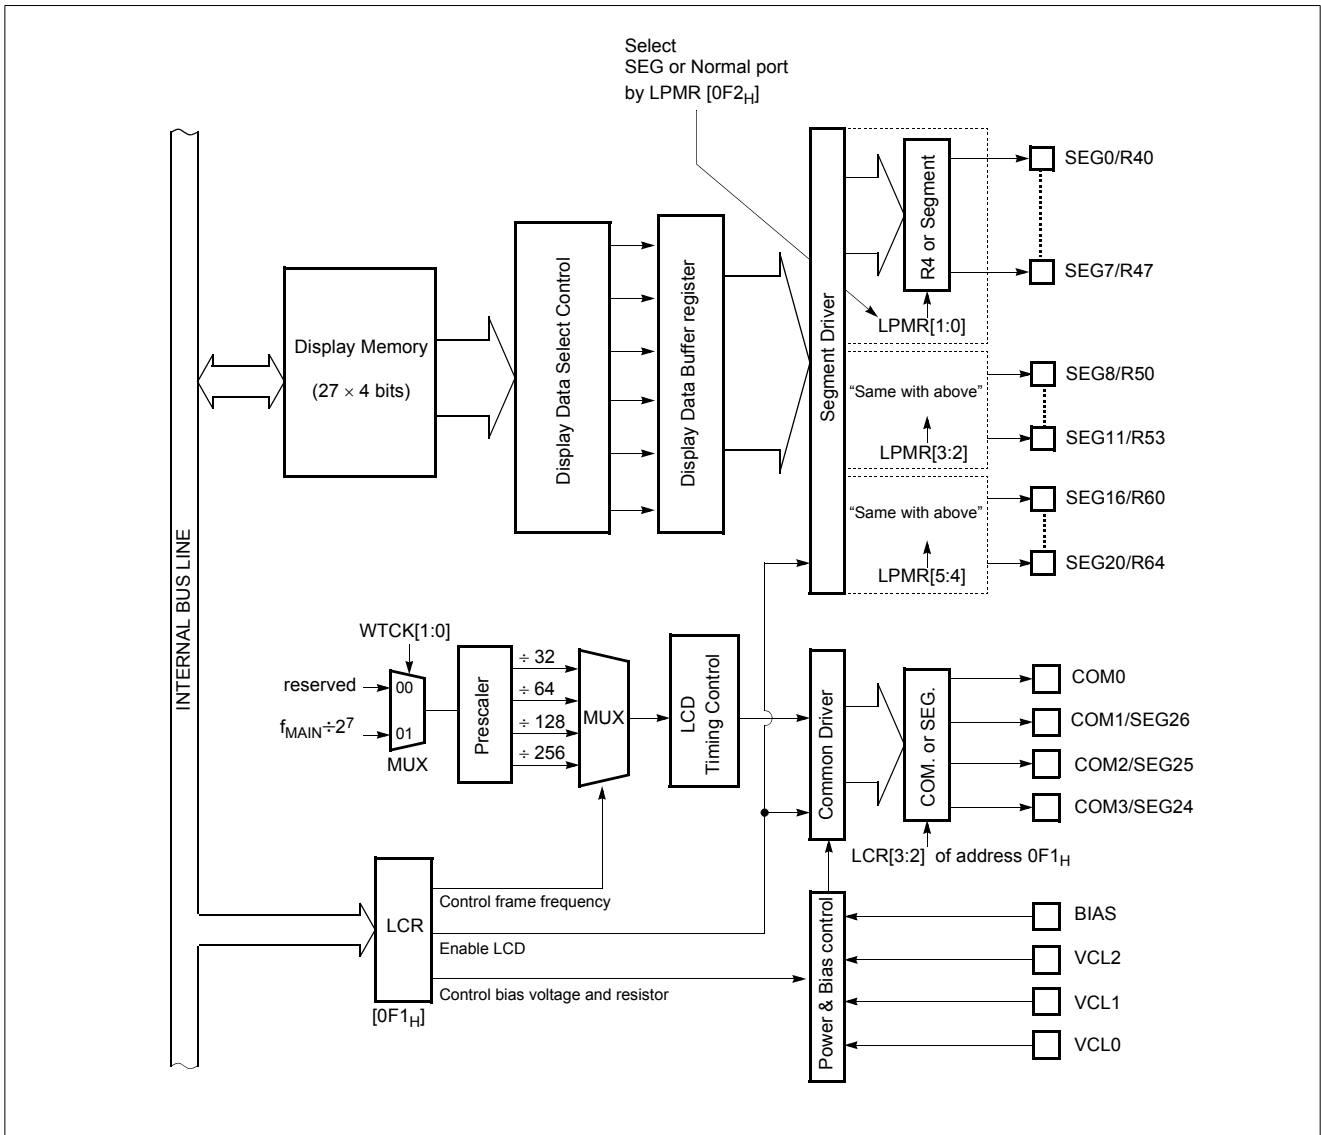 Select
SEG or Normal port
by LPMR [0F2H]
INTERNAL BUS LINE
Display Memory
(27 × 4 bits)
Display Data Select Control
Display Data Buffer register
Segment Driver
R4 or Segment
LPMR[1:0]
SEG0/R40
SEG7/R47
“Same with above”
LPMR[3:2]
SEG8/R50
SEG11/R53
“Same with above”
LPMR[5:4]
SEG16/R60
SEG20/R64
WTCK[1:0]
reserved
00
fMAIN÷2⁷
01
MUX
Prescaler
÷ 32
÷ 64
÷ 128
÷ 256
MUX
LCD
Timing Control
Common Driver
COM. or SEG.
COM0
COM1/SEG26
COM2/SEG25
COM3/SEG24
LCR[3:2] of address 0F1H
LCR
[0F1H]
Control frame frequency
Enable LCD
Control bias voltage and resistor
Power & Bias control
BIAS
VCL2
VCL1
VCL0